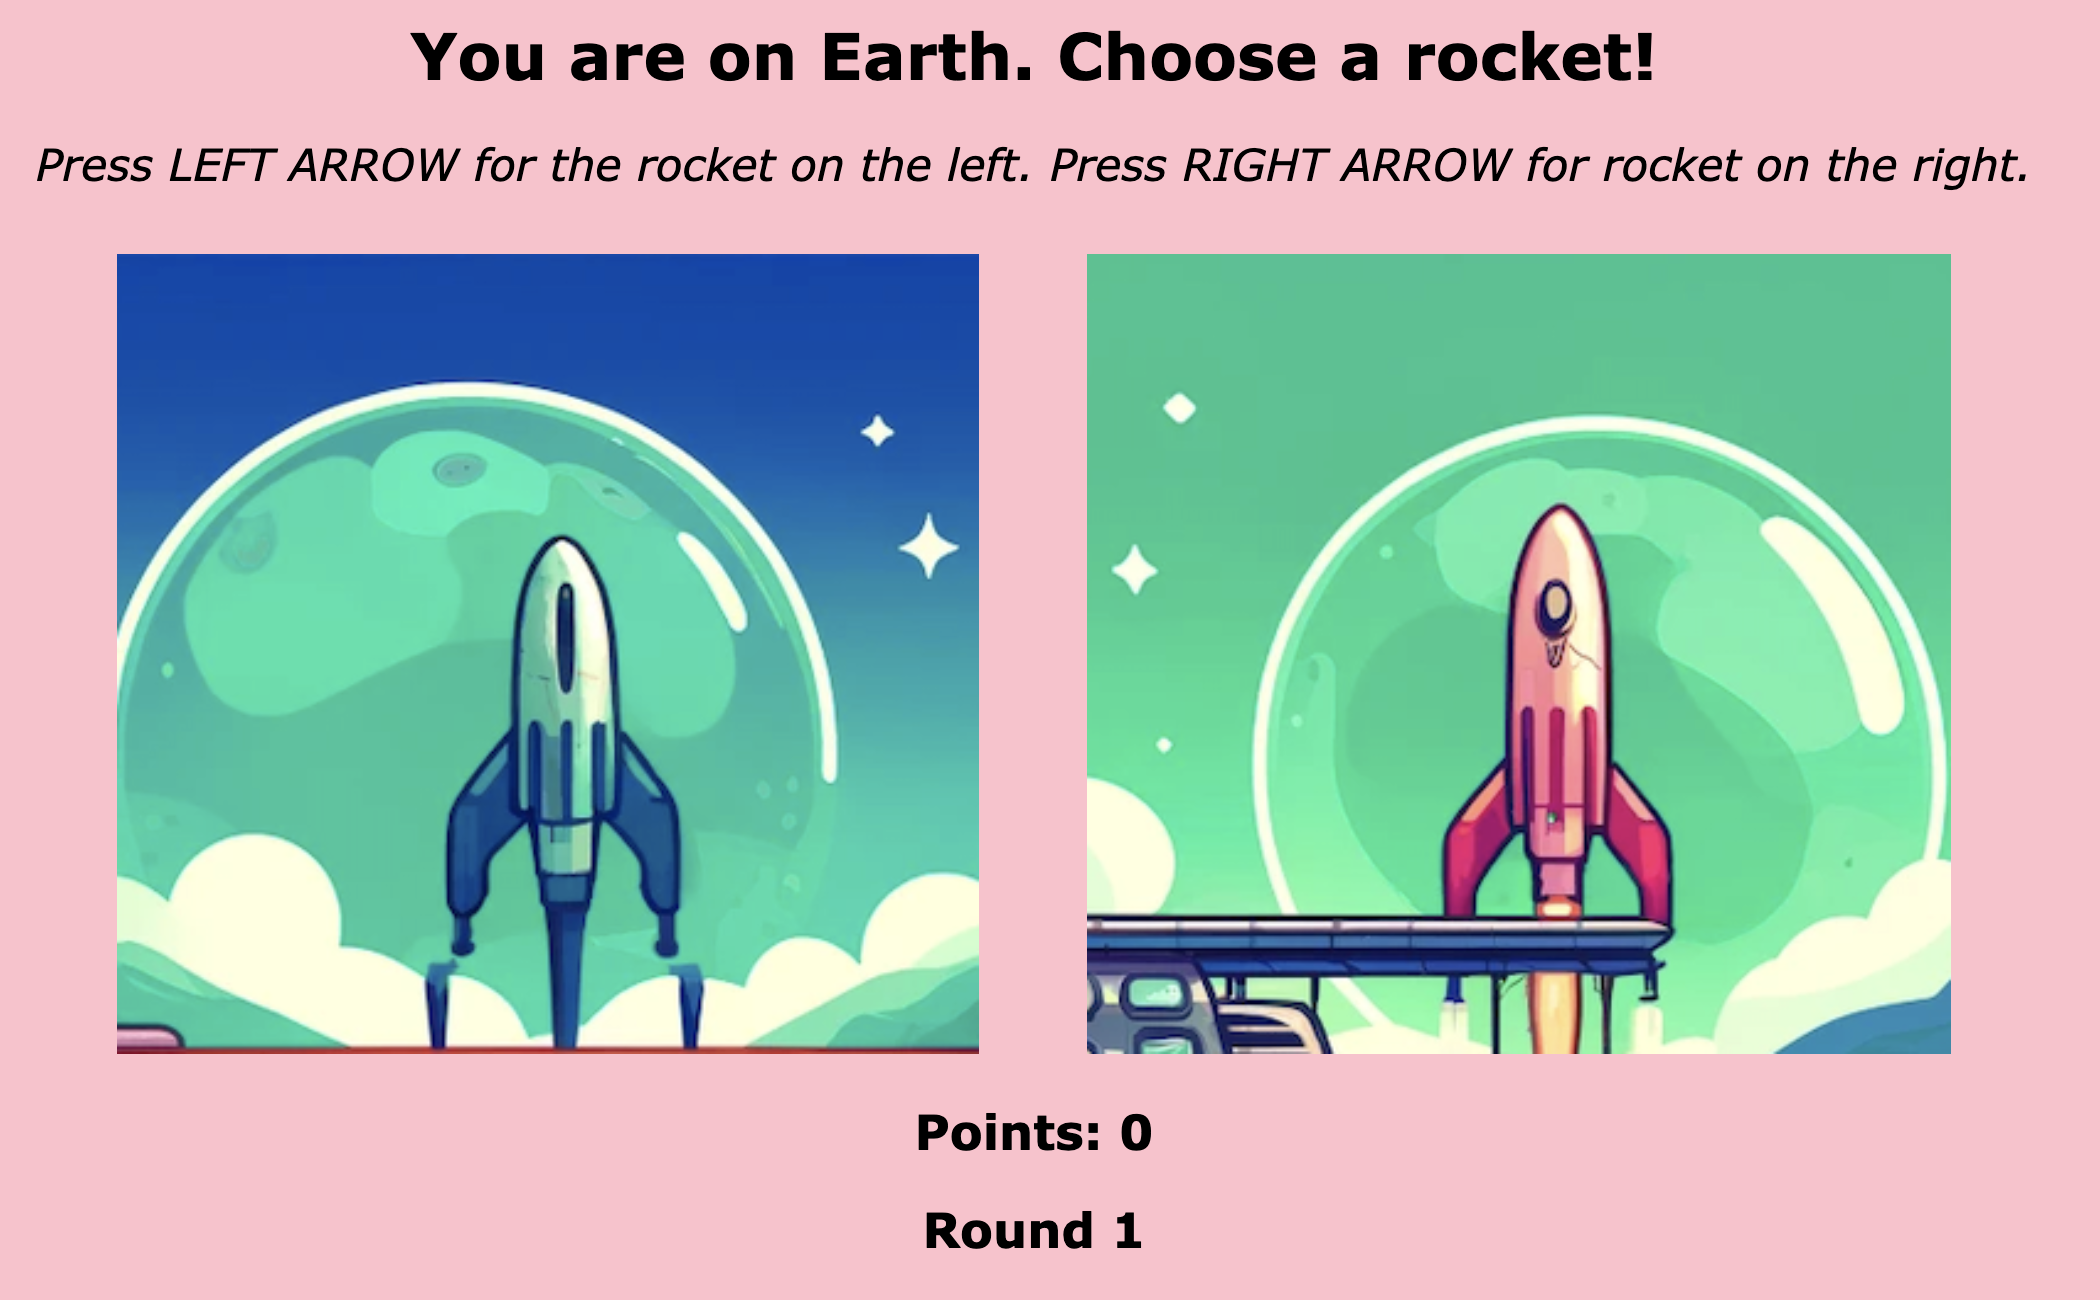 You are on Earth. Choose a rocket!
Press LEFT ARROW for the rocket on the left. Press RIGHT ARROW for rocket on the right.
Points: 0
Round 1